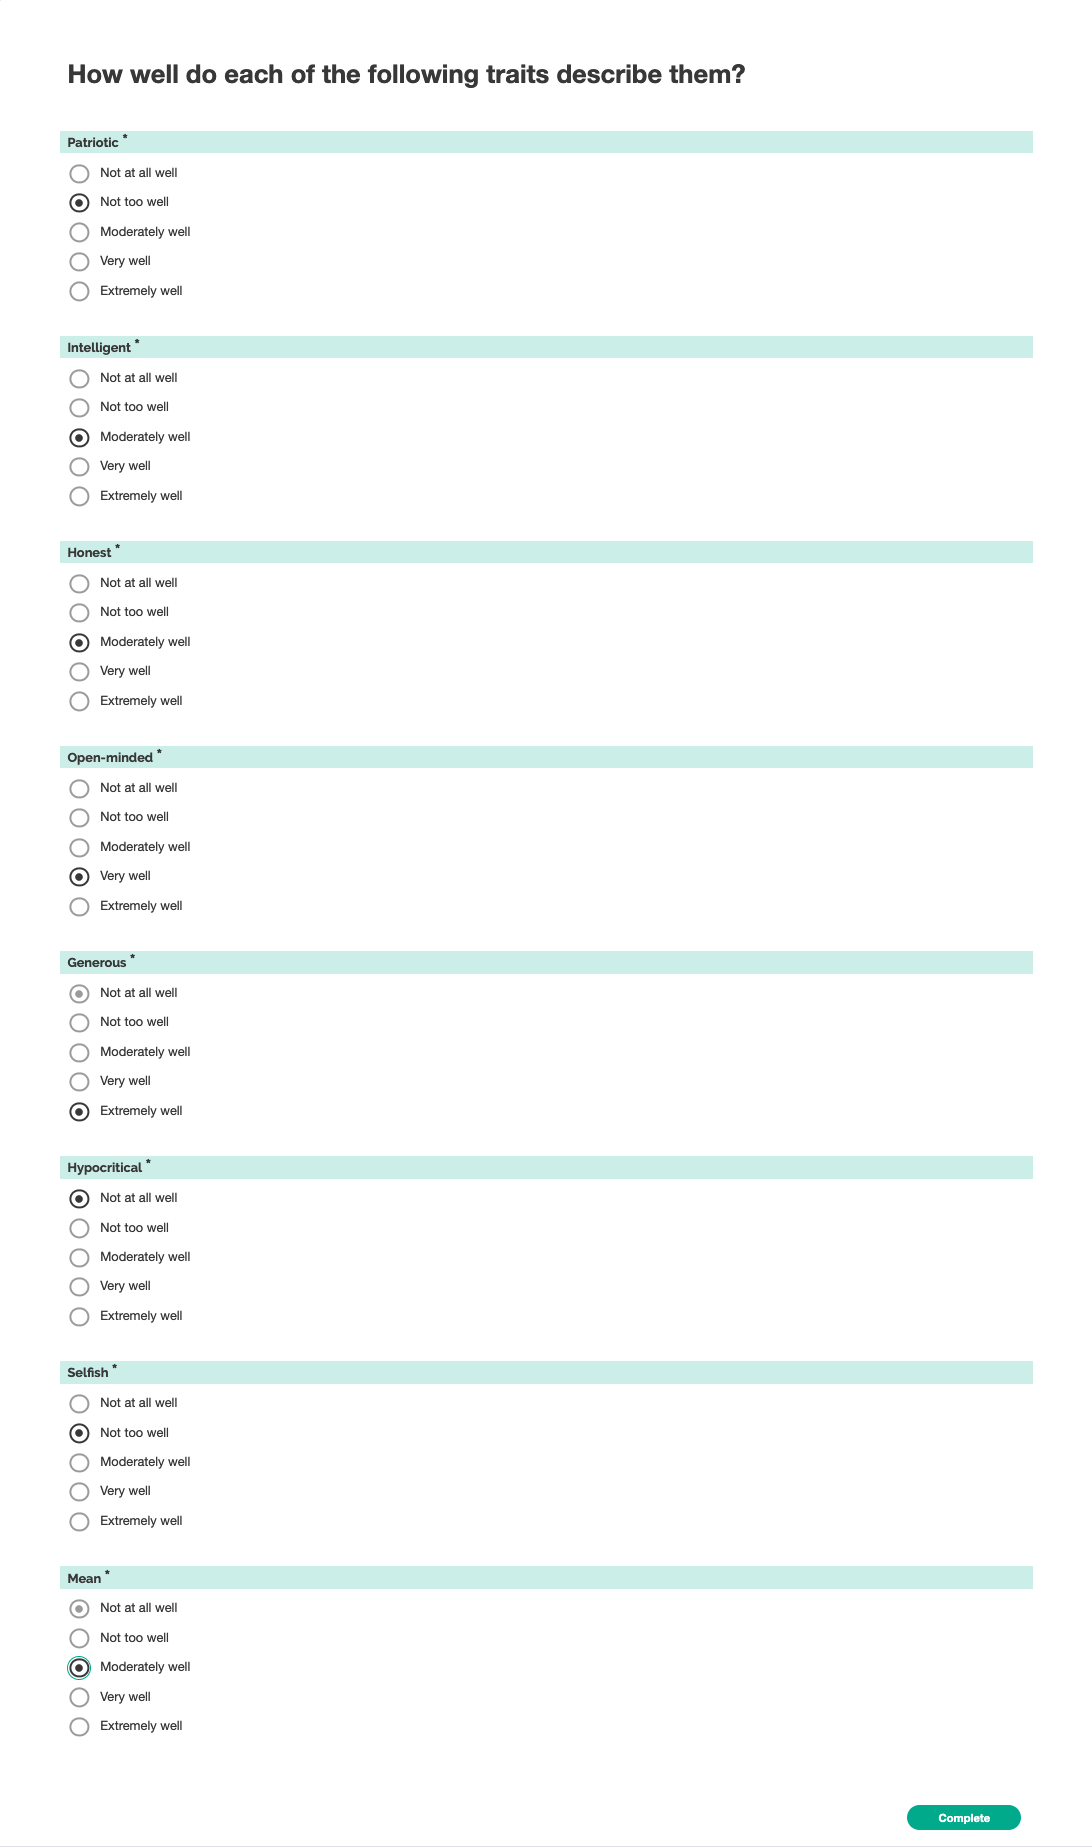 How well do each of the following traits describe them?
Patriotic *
Not at all well
Not too well
Moderately well
Very well
Extremely well
Intelligent *
Not at all well
Not too well
Moderately well
Very well
Extremely well
Honest *
Not at all well
Not too well
Moderately well
Very well
Extremely well
Open-minded *
Not at all well
Not too well
Moderately well
Very well
Extremely well
Generous *
Not at all well
Not too well
Moderately well
Very well
Extremely well
Hypocritical *
Not at all well
Not too well
Moderately well
Very well
Extremely well
Selfish *
Not at all well
Not too well
Moderately well
Very well
Extremely well
Mean *
Not at all well
Not too well
Moderately well
Very well
Extremely well
Complete